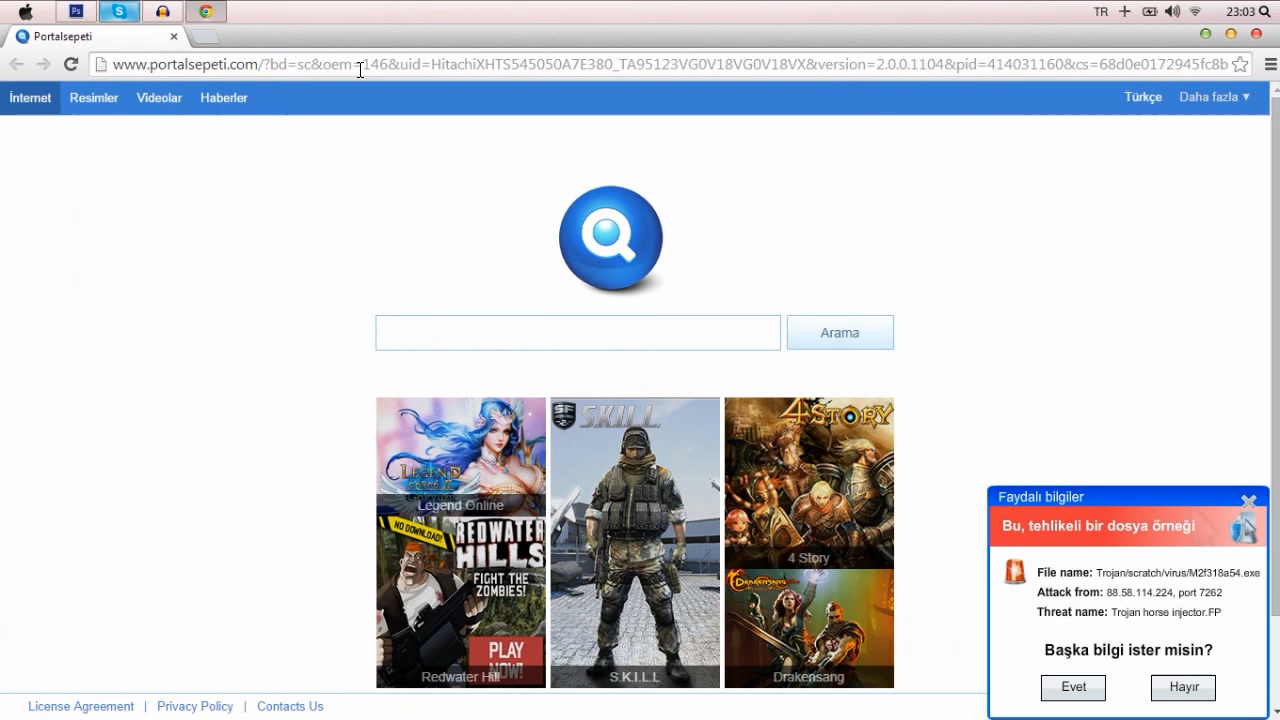 TR
23:03
Portalsepeti
www.portalsepeti.com/?bd=sc&oem=146&uid=HitachiXHTS545050A7E380_TA95123VG0V18VG0V18VX&version=2.0.0.1104&pid=414031160&cs=68d0e0172945fc8b
İnternet Resimler Videolar Haberler
Türkçe Daha fazla
Arama
LEGEND
Legend Online
NO DOWNLOAD!
REDWATER
HILLS
FIGHT THE
ZOMBIES!
PLAY
NOW!
Redwater Hill
SF
S.K.I.L.L.
S.K.I.L.L
4STORY
4 Story
DRAKENSANG
Drakensang
Faydalı bilgiler
Bu, tehlikeli bir dosya örneği
File name: Trojan/scratch/virus/M2f318a54.exe
Attack from: 88.58.114.224, port 7262
Threat name: Trojan horse injector.FP
Başka bilgi ister misin?
Evet Hayır
License Agreement | Privacy Policy | Contacts Us